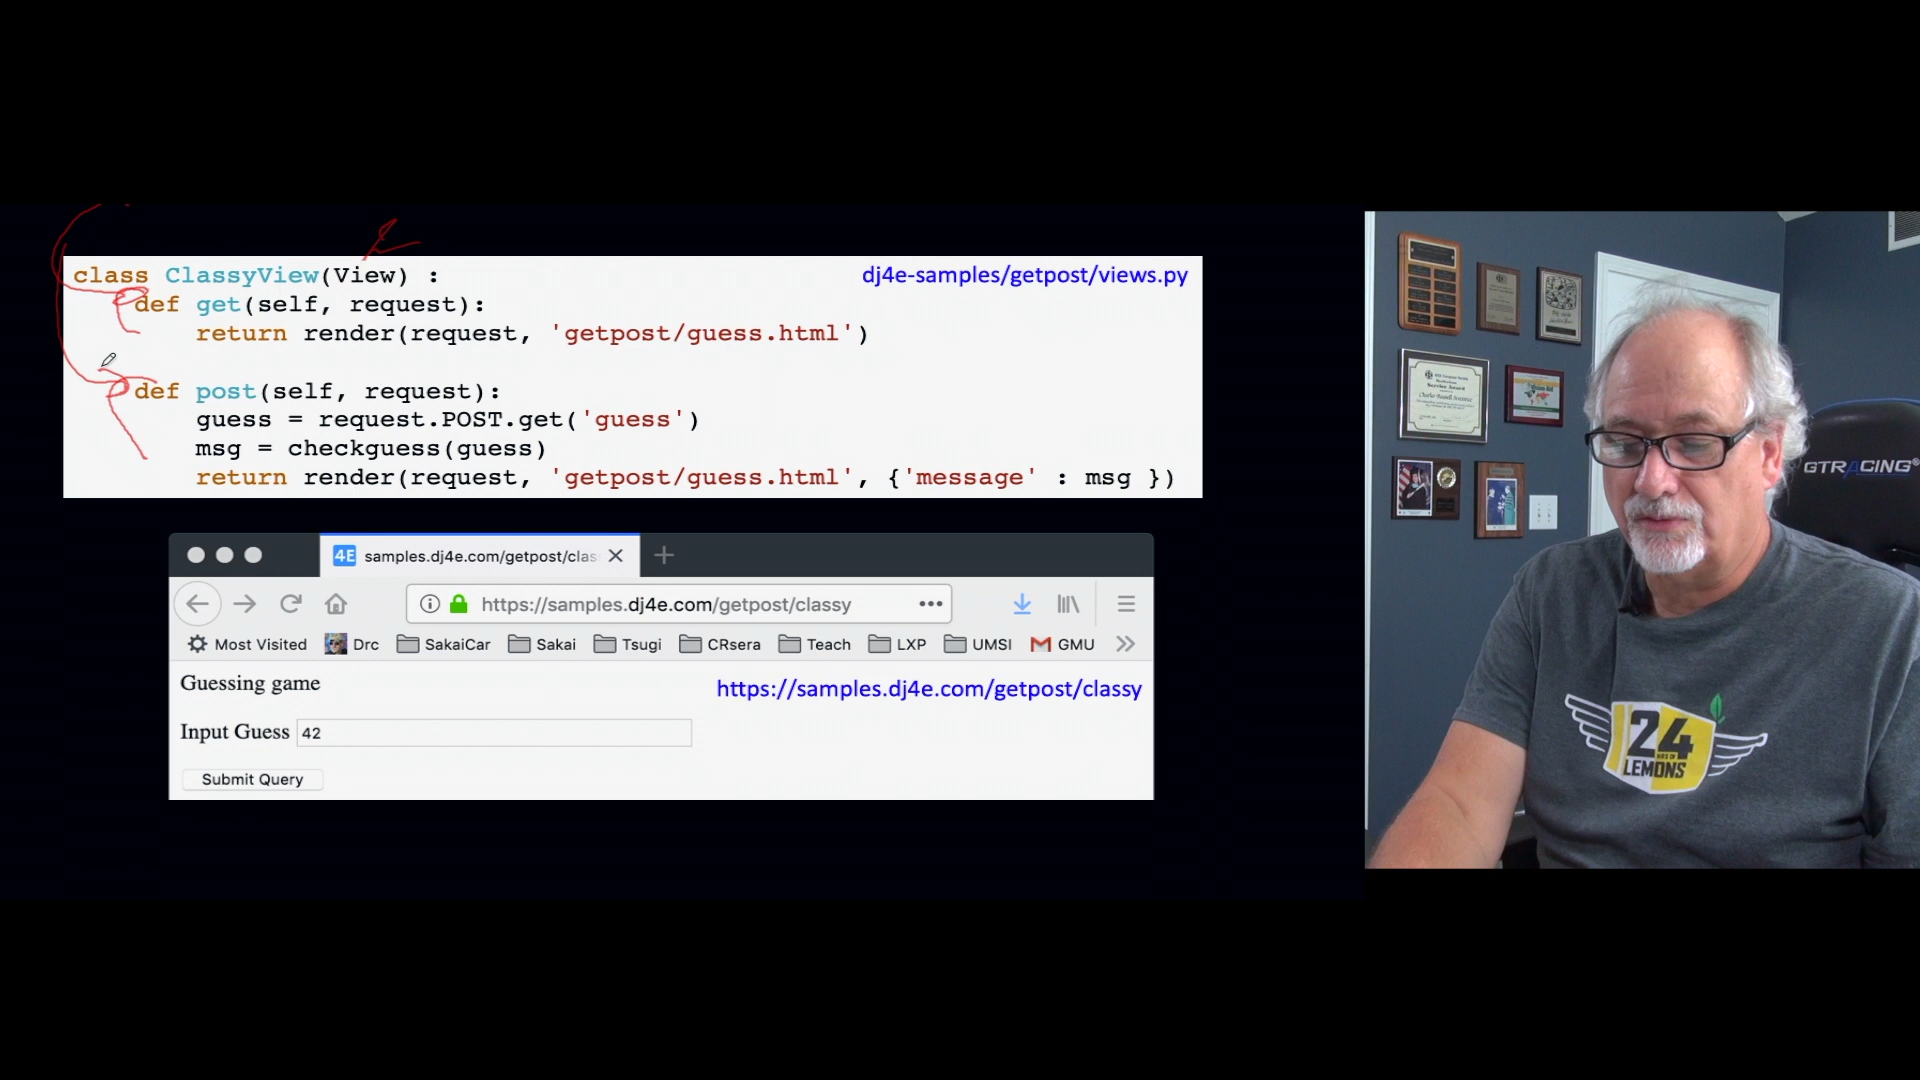 class ClassyView(View) :
dj4e-samples/getpost/views.py
def get(self, request):
return render(request, 'getpost/guess.html')
def post(self, request):
guess = request.POST.get('guess')
msg = checkguess(guess)
return render(request, 'getpost/guess.html', {'message' : msg })
4E samples.dj4e.com/getpost/clas
https://samples.dj4e.com/getpost/classy
Most Visited Drc SakaiCar Sakai Tsugi CRsera Teach LXP UMSI GMU
Guessing game
https://samples.dj4e.com/getpost/classy
Input Guess 42
Submit Query
Service Award
GTRACING
24
HRS OF
LEMONS